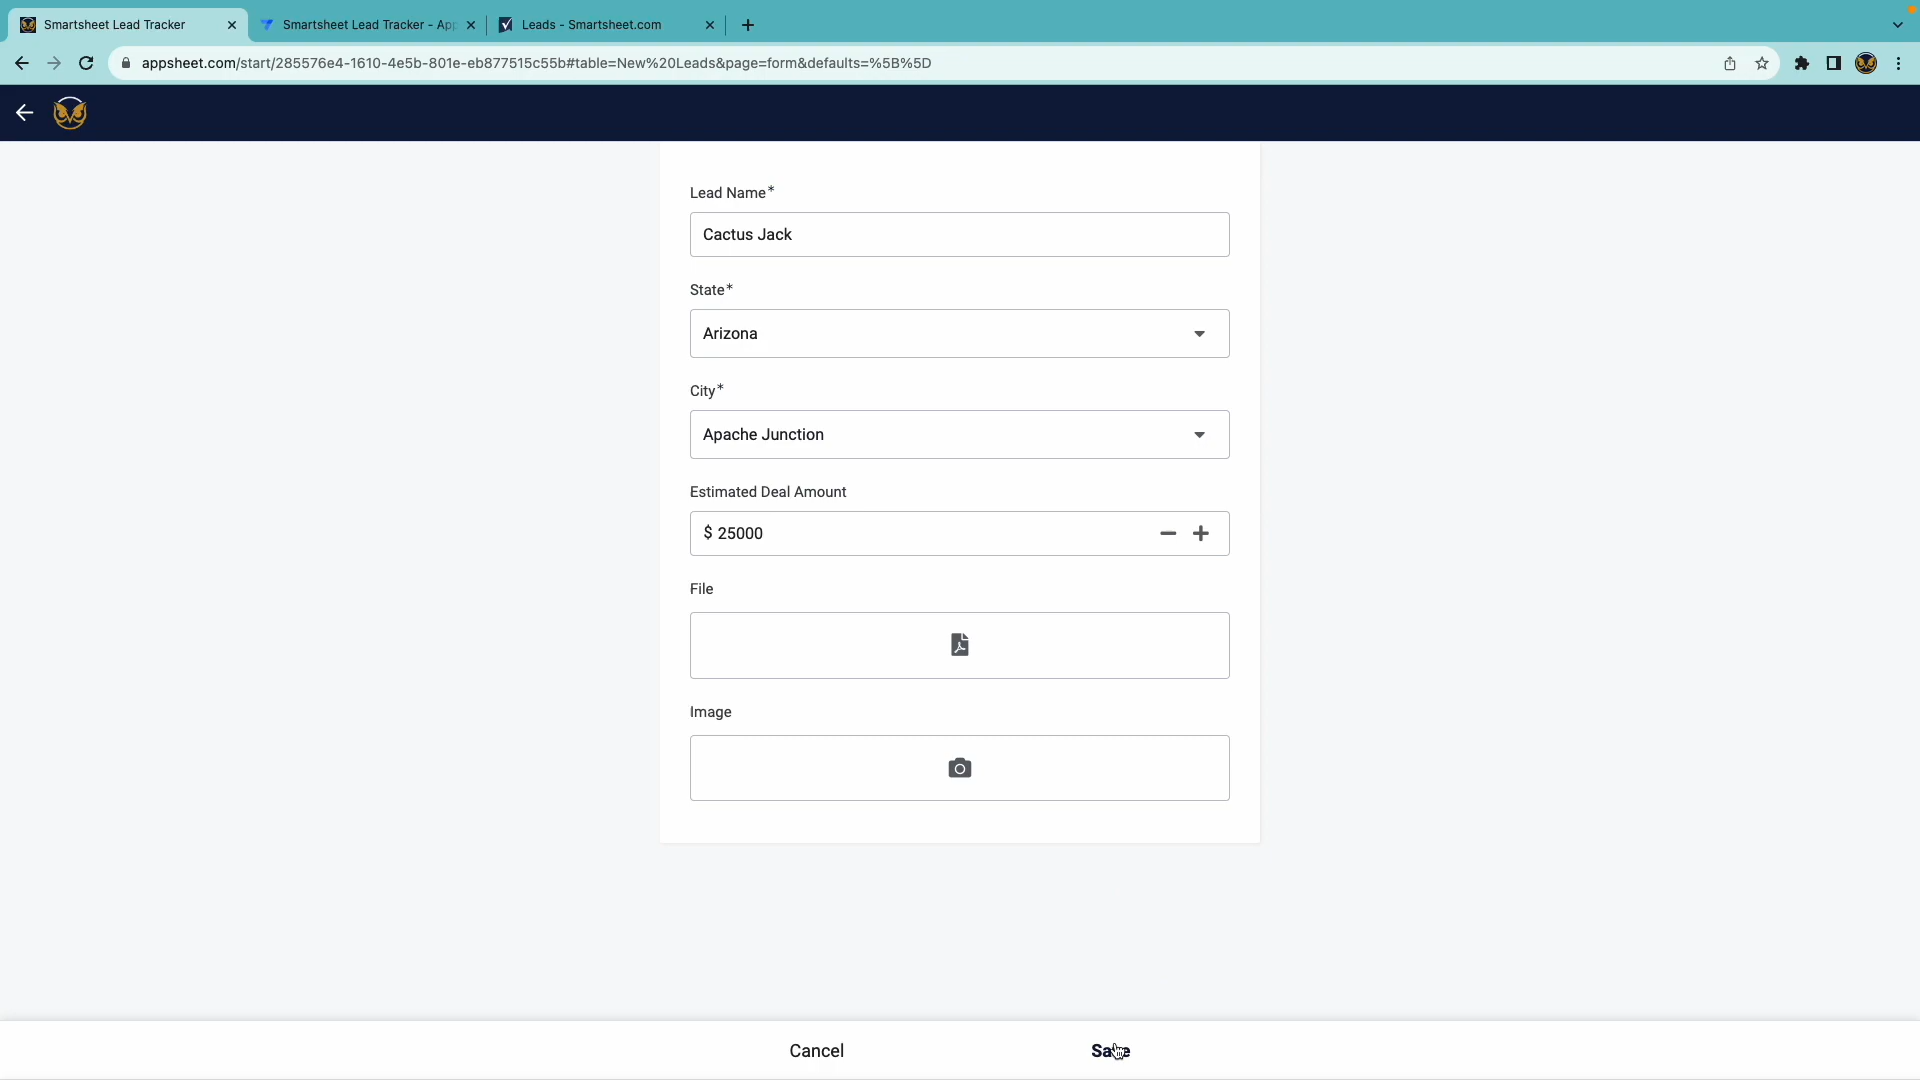 Smartsheet Lead Tracker
Smartsheet Lead Tracker - App
Leads - Smartsheet.com
appsheet.com/start/285576e4-1610-4e5b-801e-eb877515c55b#table=New%20Leads&page=form&defaults=%5B%5D
Lead Name*
Cactus Jack
State*
Arizona
City*
Apache Junction
Estimated Deal Amount
$ 25000
File
Image
Cancel
Save